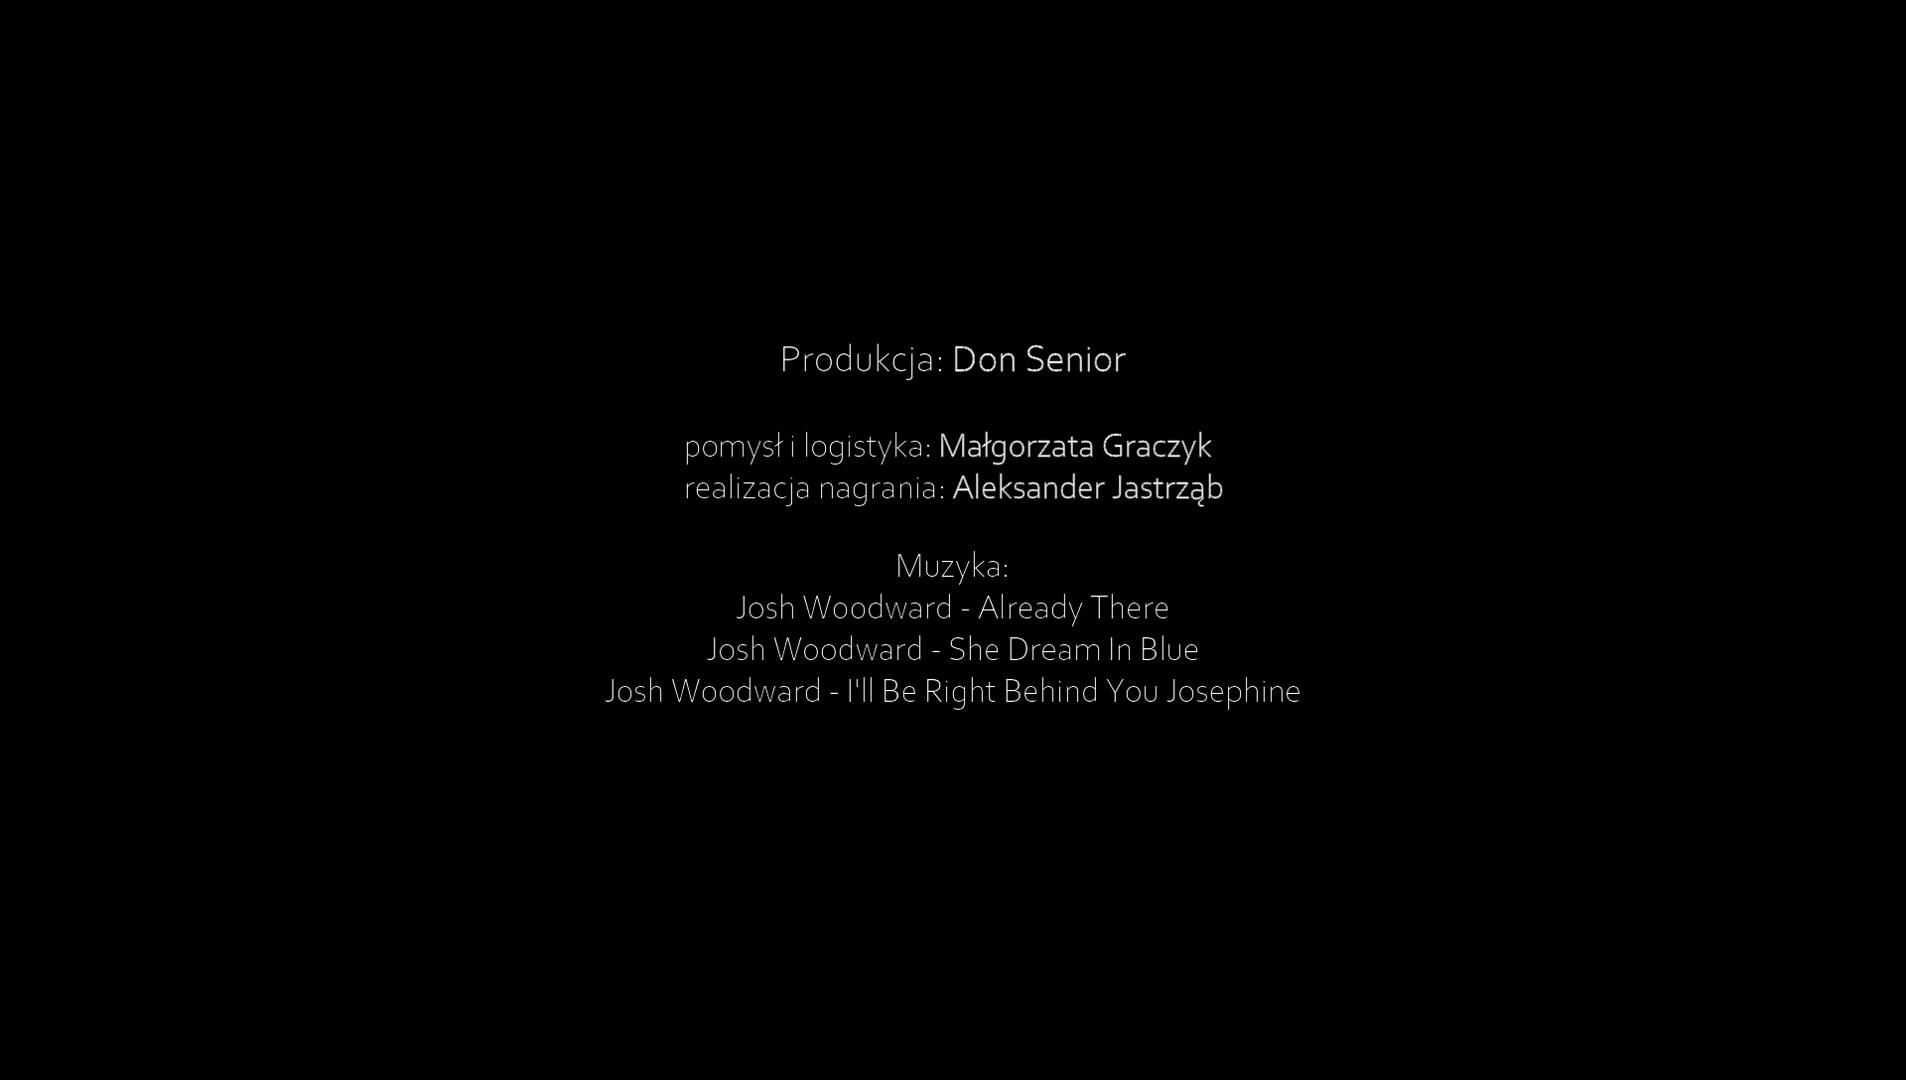 Produkcja: Don Senior
pomysł i logistyka: Małgorzata Graczyk
realizacja nagrania: Aleksander Jastrząb
Muzyka:
Josh Woodward - Already There
Josh Woodward - She Dream In Blue
Josh Woodward - I'll Be Right Behind You Josephine